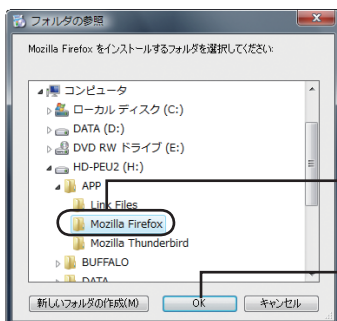 フォルダの参照
Mozilla Firefox をインストールするフォルダを選択してください:
コンピュータ
ローカル ディスク (C:)
DATA (D:)
DVD RW ドライブ (E:)
HD-PEU2 (H:)
APP
Link Files
Mozilla Firefox
Mozilla Thunderbird
BUFFALO
DATA
新しいフォルダの作成(M)
OK
キャンセル